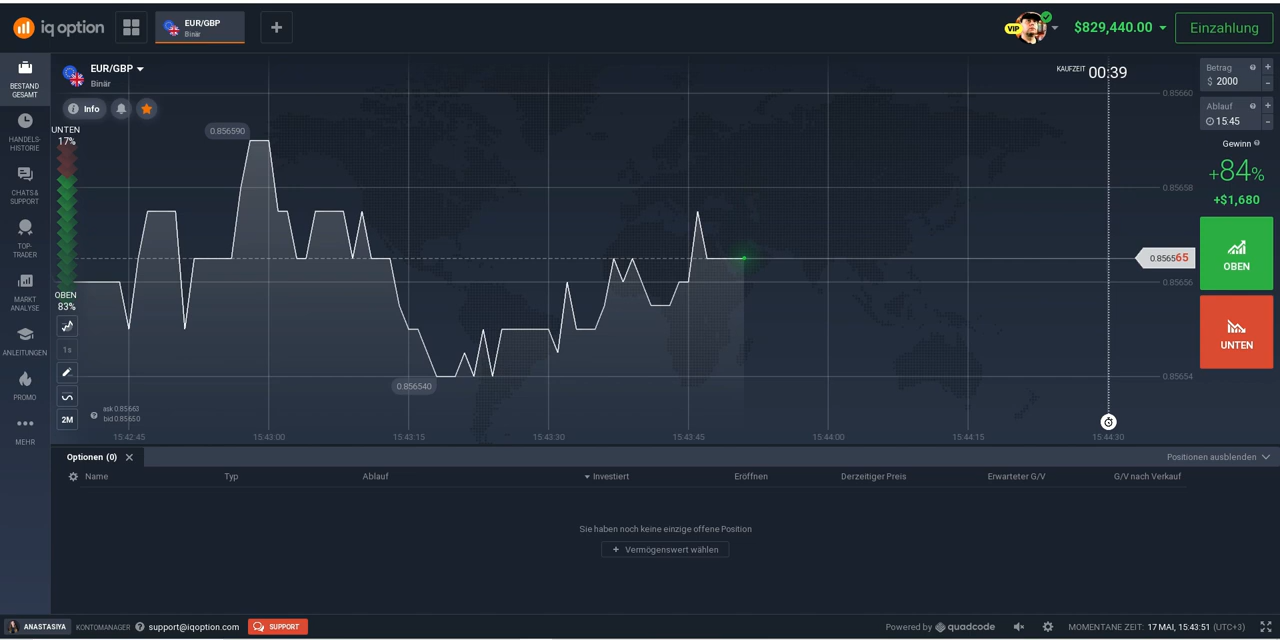 iq option
EUR/GBP
Binär
VIP
$829,440.00
Einzahlung
BESTAND
GESAMT
HANDELS-
HISTORIE
CHATS &
SUPPORT
TOP-
TRADER
MARKT
ANALYSE
ANLEITUNGEN
PROMO
MEHR
EUR/GBP
Binär
Info
UNTEN
17%
OBEN
83%
1s
2M
ask 0.85663
bid 0.85650
0.856590
0.856540
KAUFZEIT 00:39
0.85660
0.85658
0.856565
0.85656
0.85654
15:42:45
15:43:00
15:43:15
15:43:30
15:43:45
15:44:00
15:44:15
15:44:30
Betrag
$ 2000
+
-
Ablauf
15:45
+
-
Gewinn
+84%
+$1,680
OBEN
UNTEN
Optionen (0)
Positionen ausblenden
Name
Typ
Ablauf
Investiert
Eröffnen
Derzeitiger Preis
Erwarteter G/V
G/V nach Verkauf
Sie haben noch keine einzige offene Position
+ Vermögenswert wählen
ANASTASIYA
KONTOMANAGER
support@iqoption.com
SUPPORT
Powered by quadcode
MOMENTANE ZEIT: 17 MAI, 15:43:51 (UTC+3)